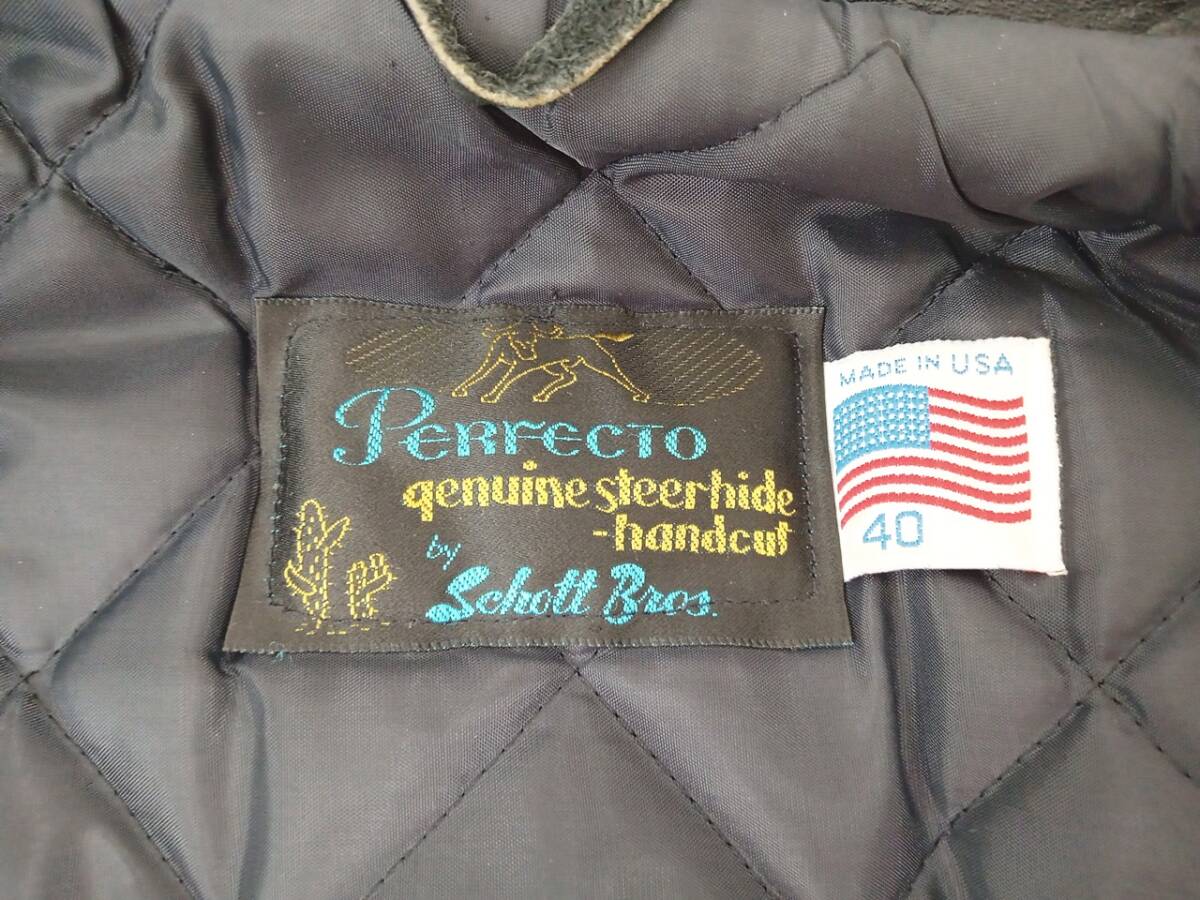 PERFECTO
genuine steerhide
-handcut
by
Schott Bros.
MADE IN USA
40